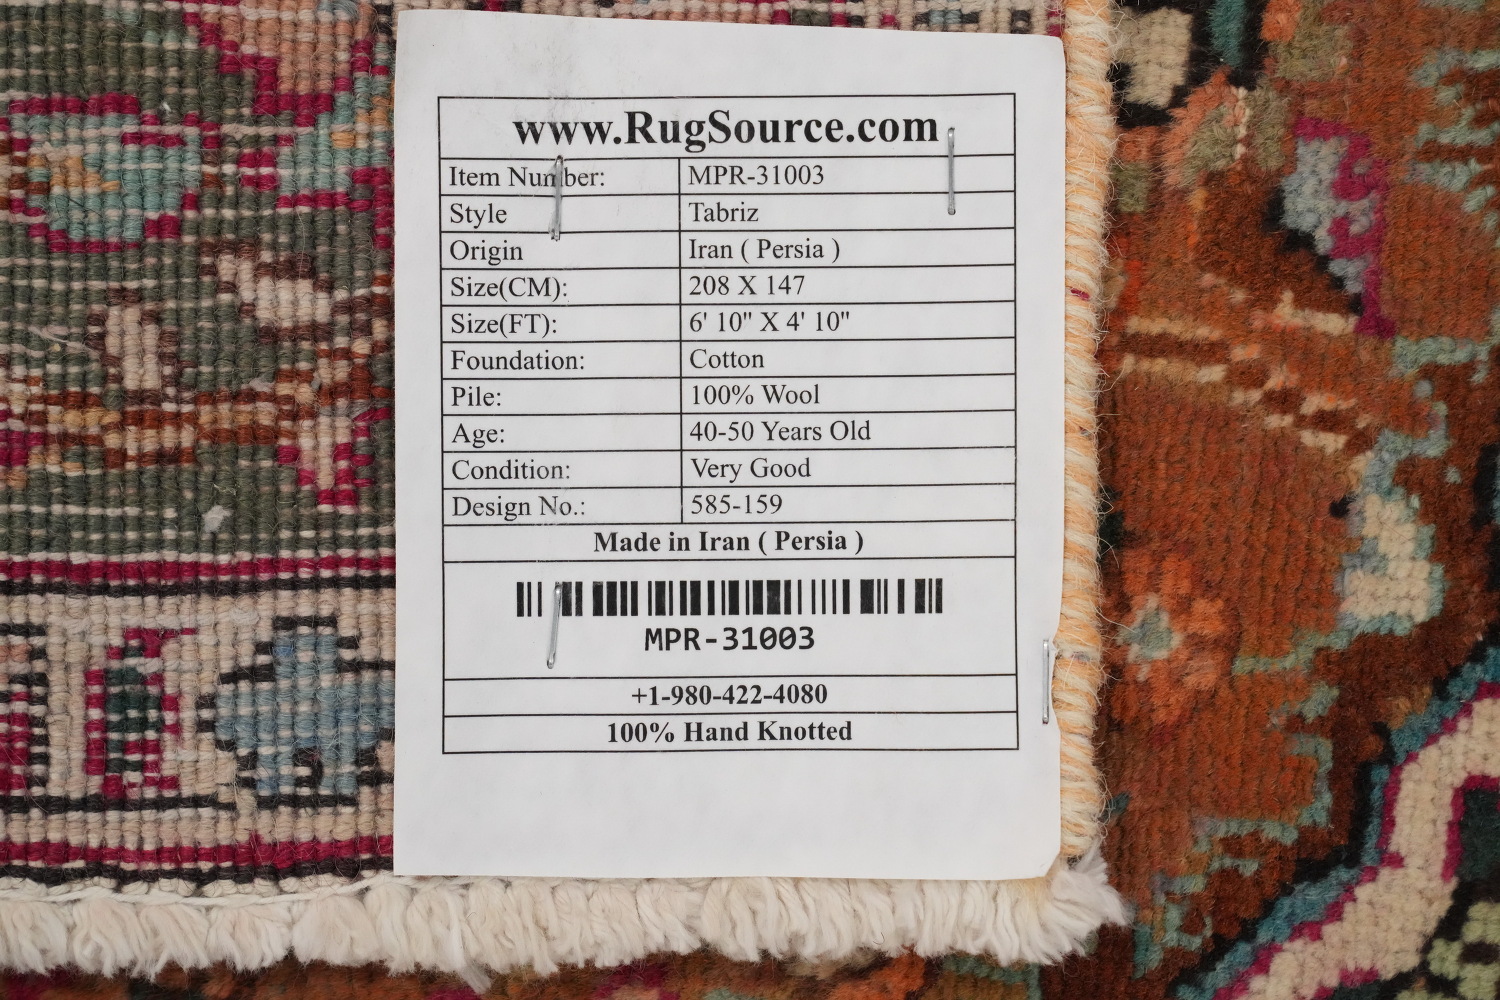 www.RugSource.com
Item Number: MPR-31003
Style Tabriz
Origin Iran ( Persia )
Size(CM): 208 X 147
Size(FT): 6' 10" X 4' 10"
Foundation: Cotton
Pile: 100% Wool
Age: 40-50 Years Old
Condition: Very Good
Design No.: 585-159
Made in Iran ( Persia )
MPR-31003
+1-980-422-4080
100% Hand Knotted